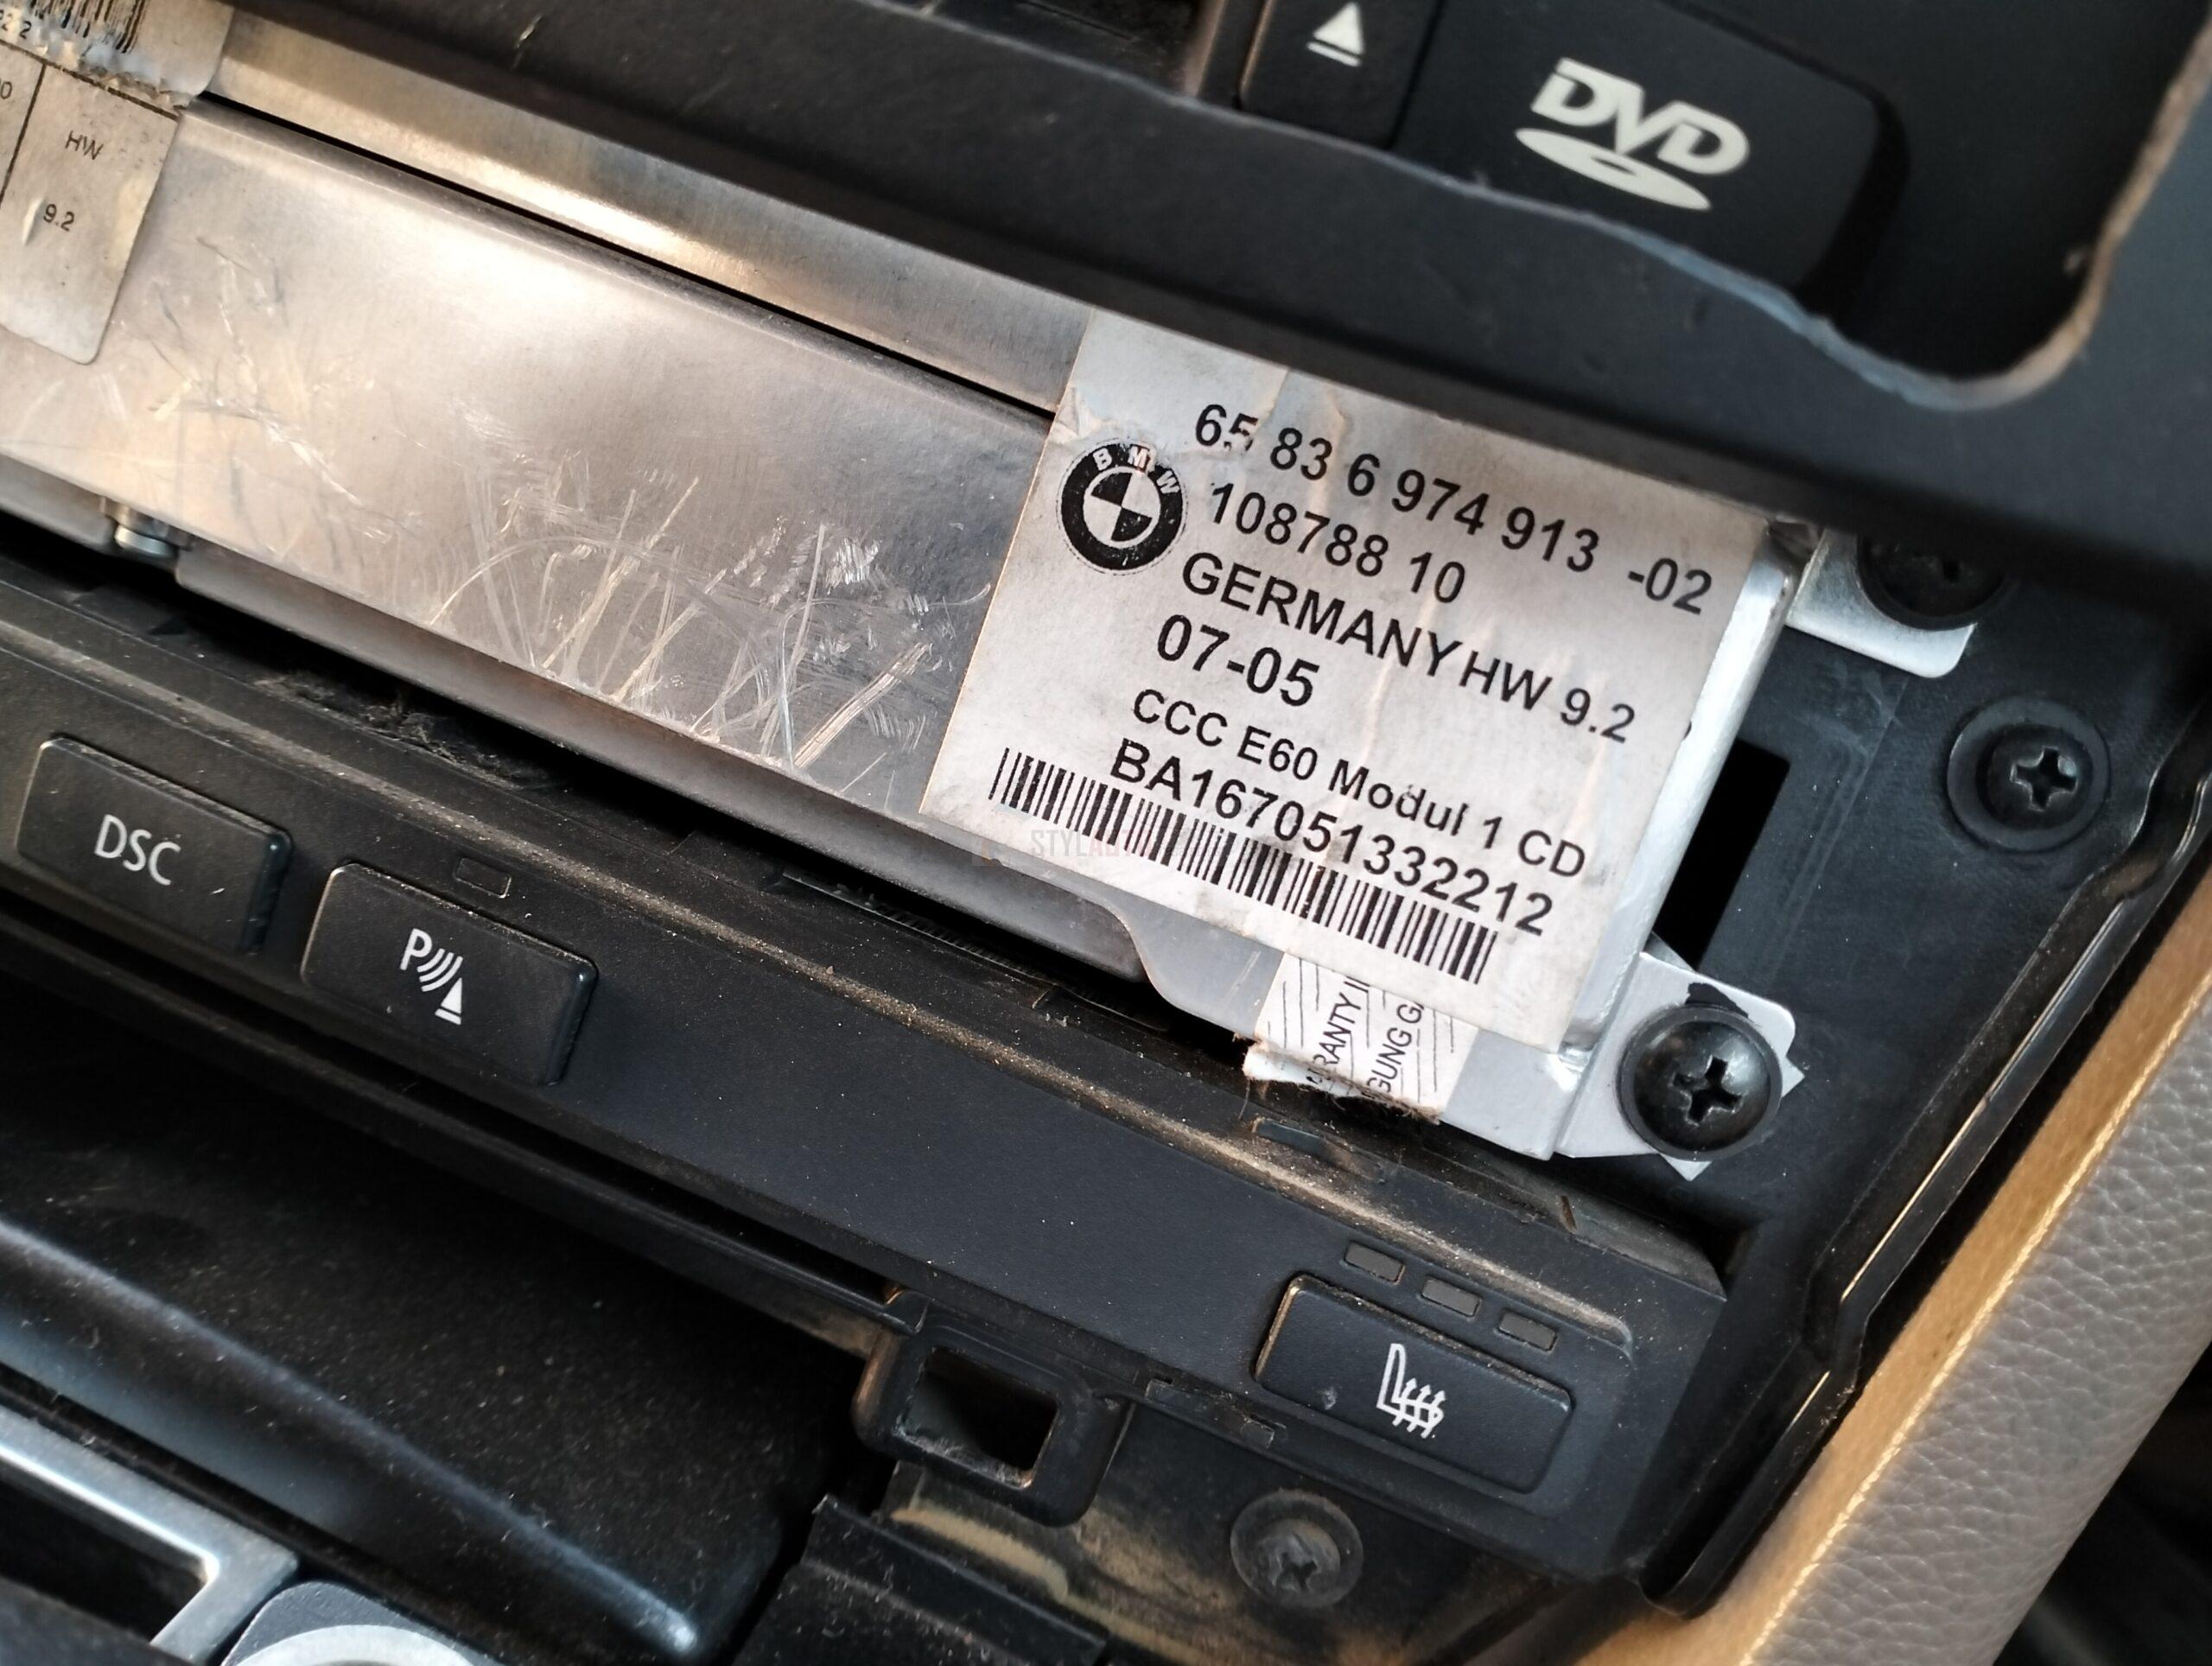 DVD
HW
9.2
BMW
65 83 6 974 913 -02
108788 10
GERMANY HW 9.2
07-05
CCC E60 Modul 1 CD
BA1670513332212
DSC
P